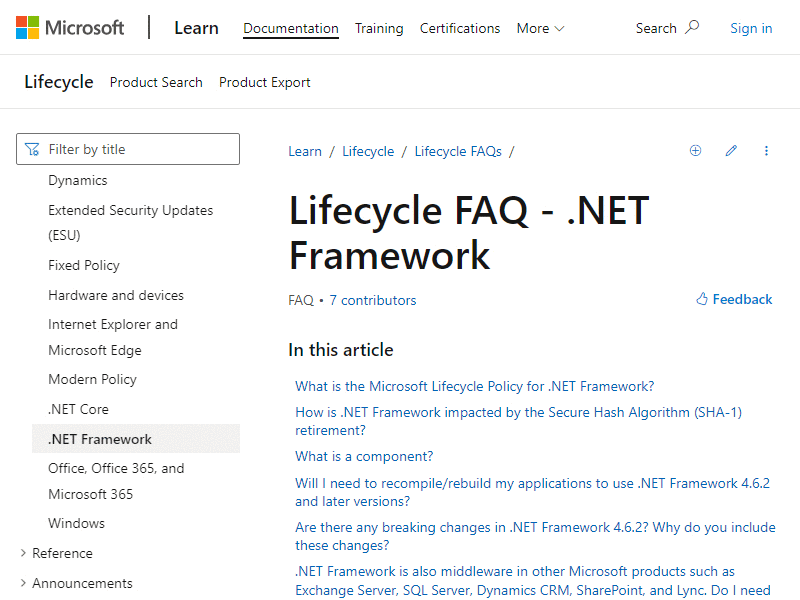 Microsoft Learn Documentation Training Certifications More Search Sign in
Lifecycle Product Search Product Export
Filter by title
Dynamics
Extended Security Updates
(ESU)
Fixed Policy
Hardware and devices
Internet Explorer and
Microsoft Edge
Modern Policy
.NET Core
.NET Framework
Office, Office 365, and
Microsoft 365
Windows
Reference
Announcements
Learn / Lifecycle / Lifecycle FAQs /
Lifecycle FAQ - .NET
Framework
FAQ • 7 contributors
Feedback
In this article
What is the Microsoft Lifecycle Policy for .NET Framework?
How is .NET Framework impacted by the Secure Hash Algorithm (SHA-1)
retirement?
What is a component?
Will I need to recompile/rebuild my applications to use .NET Framework 4.6.2
and later versions?
Are there any breaking changes in .NET Framework 4.6.2? Why do you include
these changes?
.NET Framework is also middleware in other Microsoft products such as
Exchange Server, SQL Server, Dynamics CRM, SharePoint, and Lync. Do I need